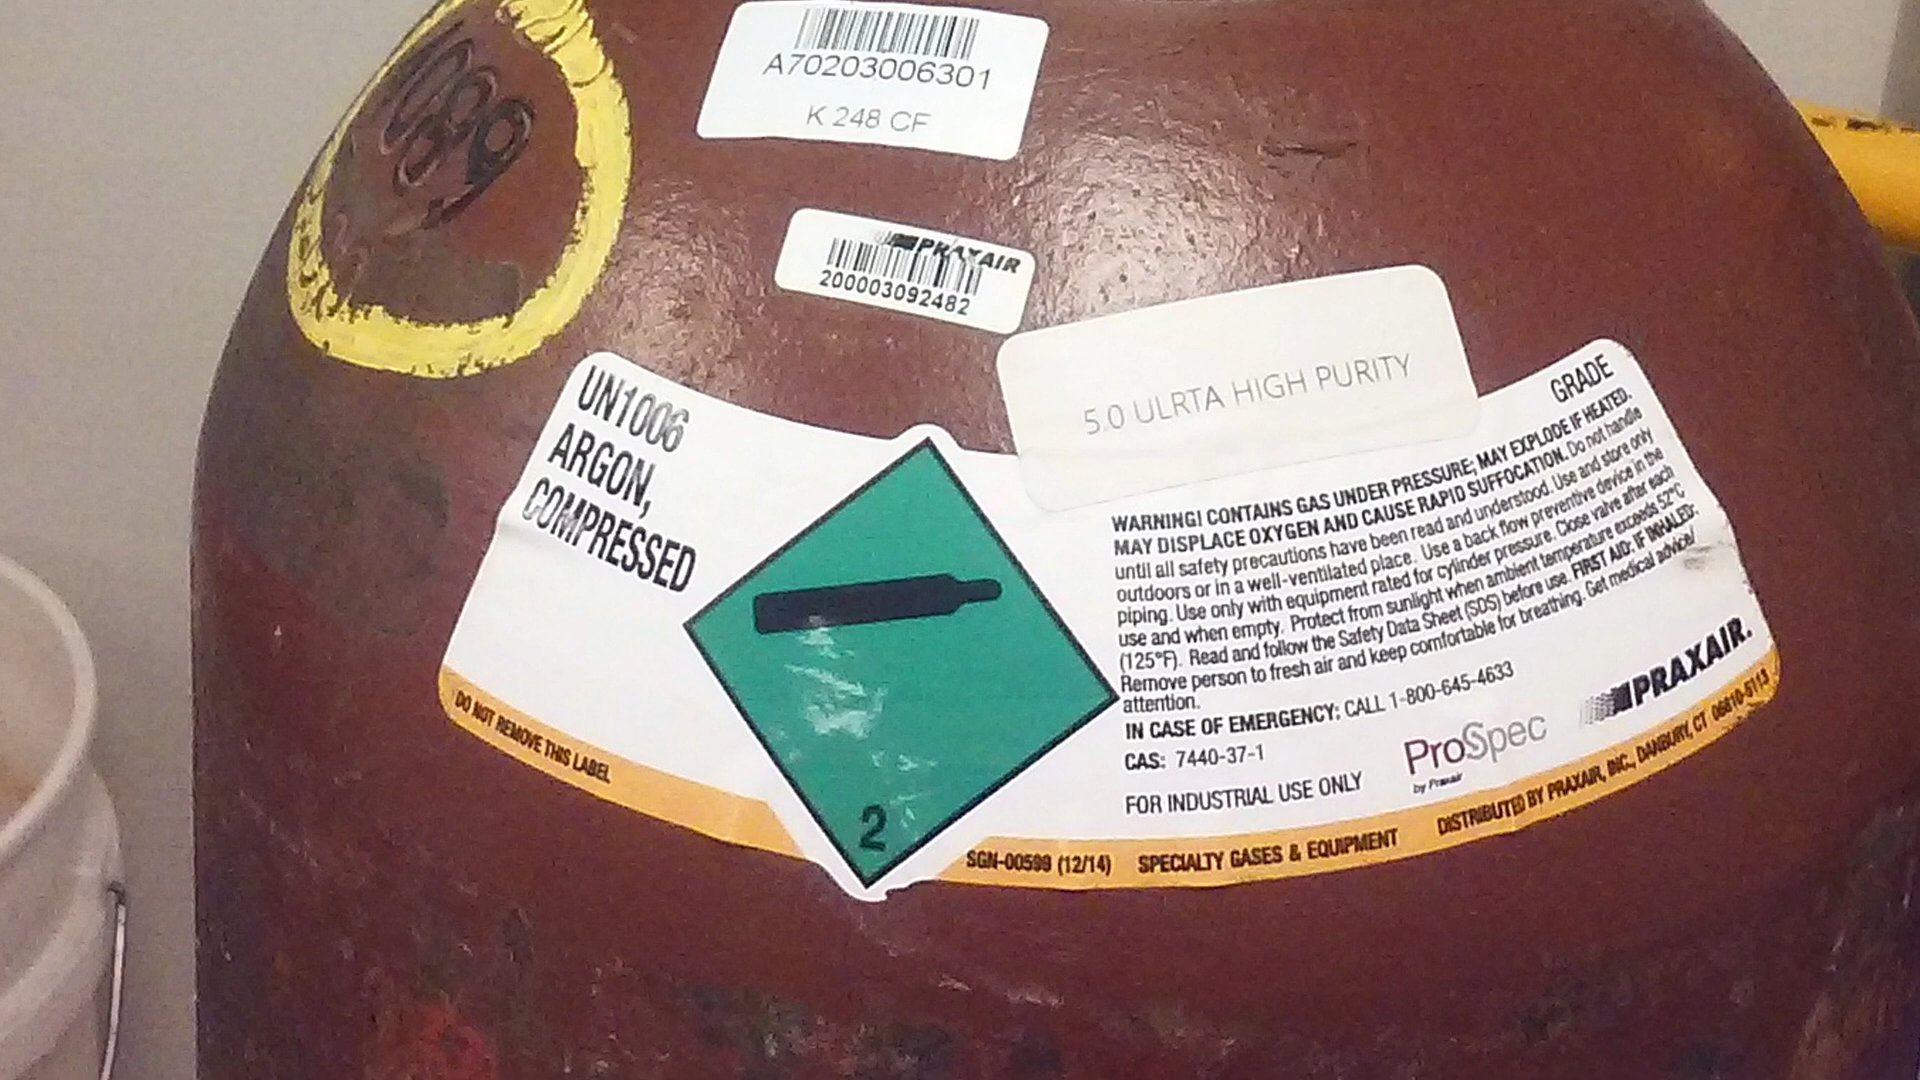 A70203006301
K 248 CF
PRAXAIR
200003092482
5.0 ULRTA HIGH PURITY
UN1006
ARGON,
COMPRESSED
GRADE
WARNING! CONTAINS GAS UNDER PRESSURE; MAY EXPLODE IF HEATED.
MAY DISPLACE OXYGEN AND CAUSE RAPID SUFFOCATION. Do not handle
until all safety precautions have been read and understood. Use and store only
outdoors or in a well-ventilated place. Use a back flow preventive device in the
piping. Use only with equipment rated for cylinder pressure. Close valve after each
use and when empty. Protect from sunlight when ambient temperature exceeds 52°C
(125°F). Read and follow the Safety Data Sheet (SDS) before use. FIRST AID: IF INHALED:
Remove person to fresh air and keep comfortable for breathing. Get medical advice/
attention.
IN CASE OF EMERGENCY: CALL 1-800-645-4633
CAS: 7440-37-1
FOR INDUSTRIAL USE ONLY
ProSpec
by Praxair
PRAXAIR.
2
DO NOT REMOVE THIS LABEL
SGN-00599 (12/14) SPECIALTY GASES & EQUIPMENT DISTRIBUTED BY PRAXAIR, INC., DANBURY, CT 06810-5113